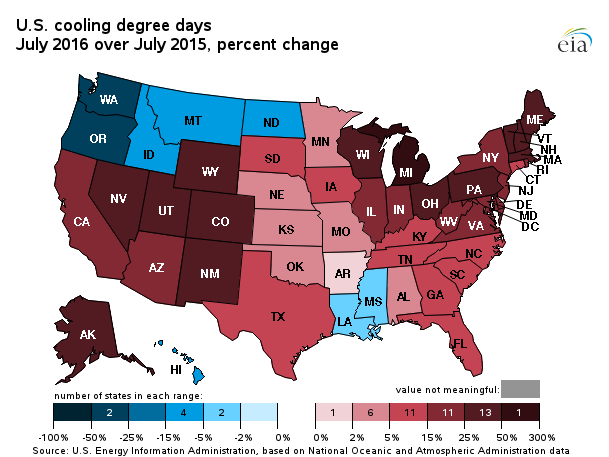 U.S. cooling degree days
July 2016 over July 2015, percent change
eia
WA
OR
MT
ID
ND
MN
SD
WY
WI
MI
NY
ME
VT
NH
MA
RI
CT
NJ
DE
MD
DC
PA
OH
IN
IL
IA
NE
NV
UT
CO
CA
KS
MO
KY
WV
VA
NC
TN
SC
AZ
NM
OK
AR
MS
AL
GA
TX
LA
FL
AK
HI
number of states in each range:
value not meaningful:
2 4 2 1 6 11 11 13 1
-100% -50% -25% -15% -5% -2% 0% 0% 2% 5% 15% 25% 50% 300%
Source: U.S. Energy Information Administration, based on National Oceanic and Atmospheric Administration data